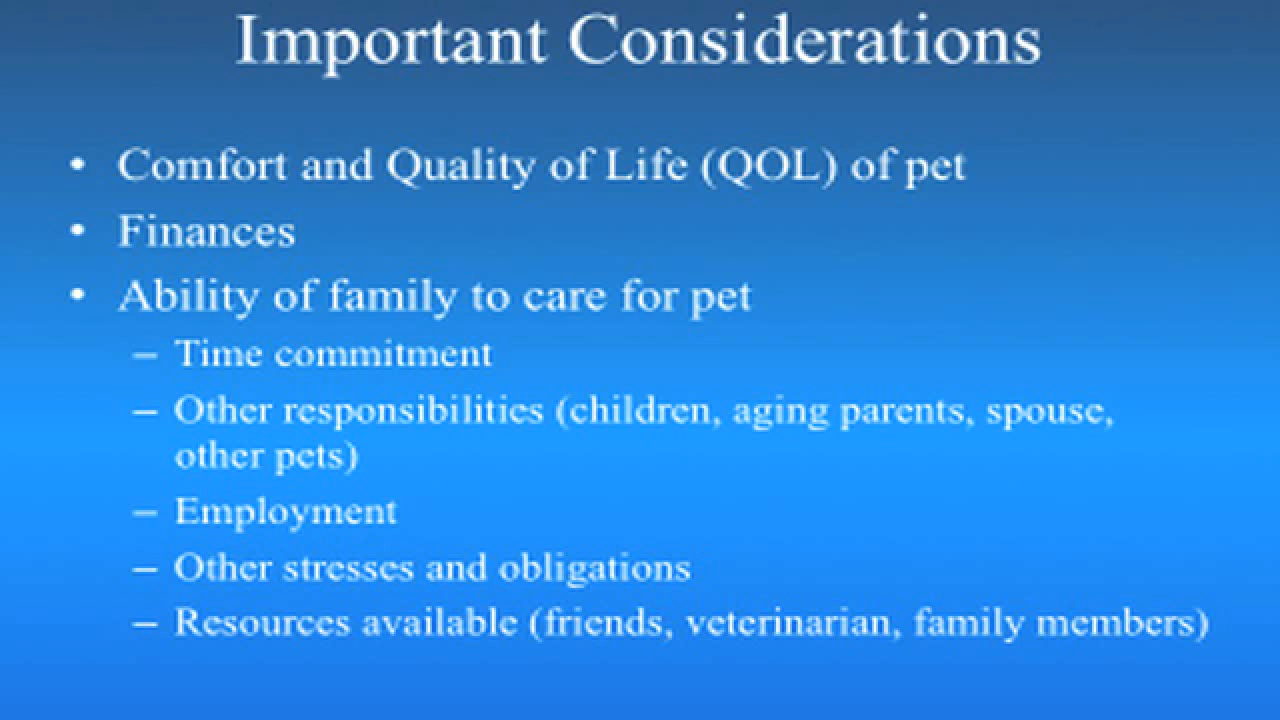 Important Considerations
• Comfort and Quality of Life (QOL) of pet
• Finances
• Ability of family to care for pet
– Time commitment
– Other responsibilities (children, aging parents, spouse,
other pets)
– Employment
– Other stresses and obligations
– Resources available (friends, veterinarian, family members)